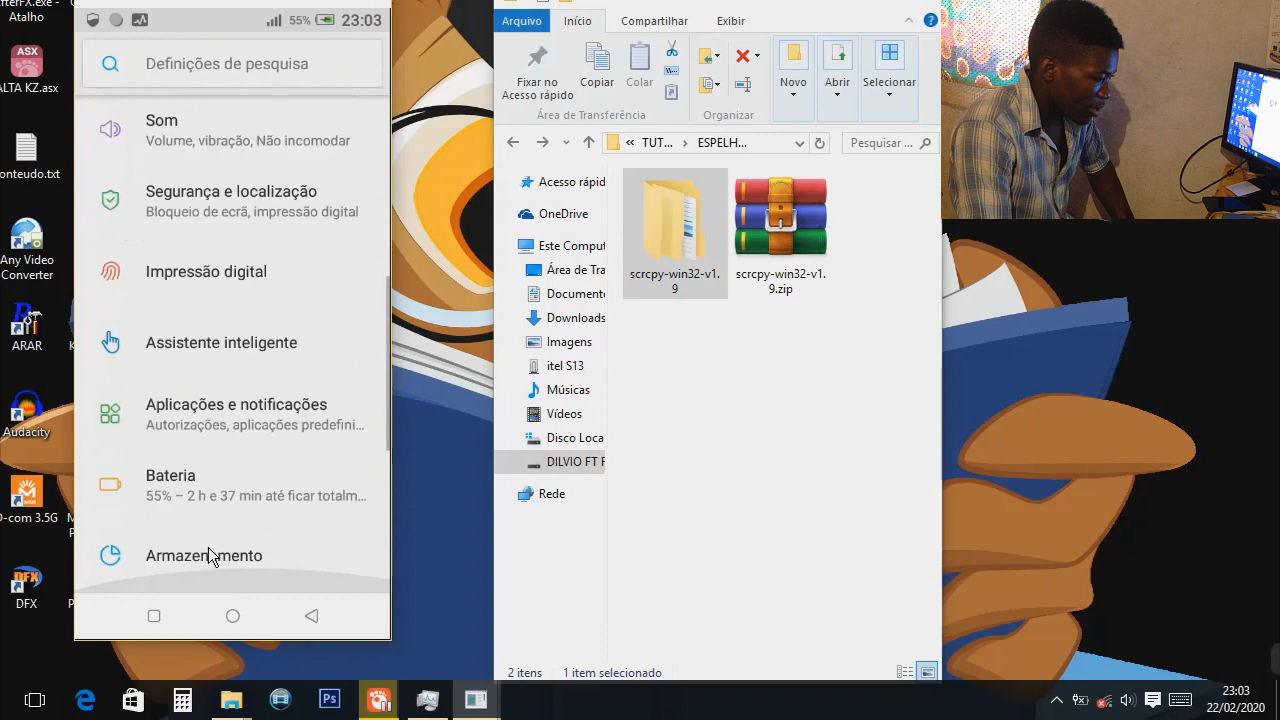 55% 23:03
Definições de pesquisa
Som
Volume, vibração, Não incomodar
Segurança e localização
Bloqueio de ecrã, impressão digital
Impressão digital
Assistente inteligente
Aplicações e notificações
Autorizações, aplicações predefini...
Bateria
55% – 2 h e 37 min até ficar totalm...
Armazenamento
fterFX.exe -
Atalho
ASX
ALTA KZ.asx
onteudo.txt
Any Video
Converter
ARAR
Audacity
D-com 3.5G
DFX
DFX
Arquivo Início Compartilhar Exibir
Fixar no
Acesso rápido
Copiar
Colar
Novo
Abrir
Selecionar
Área de Transferência
Organizar
« TUT... › ESPELH...
Pesquisar ...
Acesso rápid
OneDrive
Este Comput
Área de Tra
Documento
Downloads
Imagens
itel S13
Músicas
Vídeos
Disco Loca
DILVIO FT F
Rede
scrcpy-win32-v1.
9
scrcpy-win32-v1.
9.zip
2 itens 1 item selecionado
Ps
23:03
22/02/2020